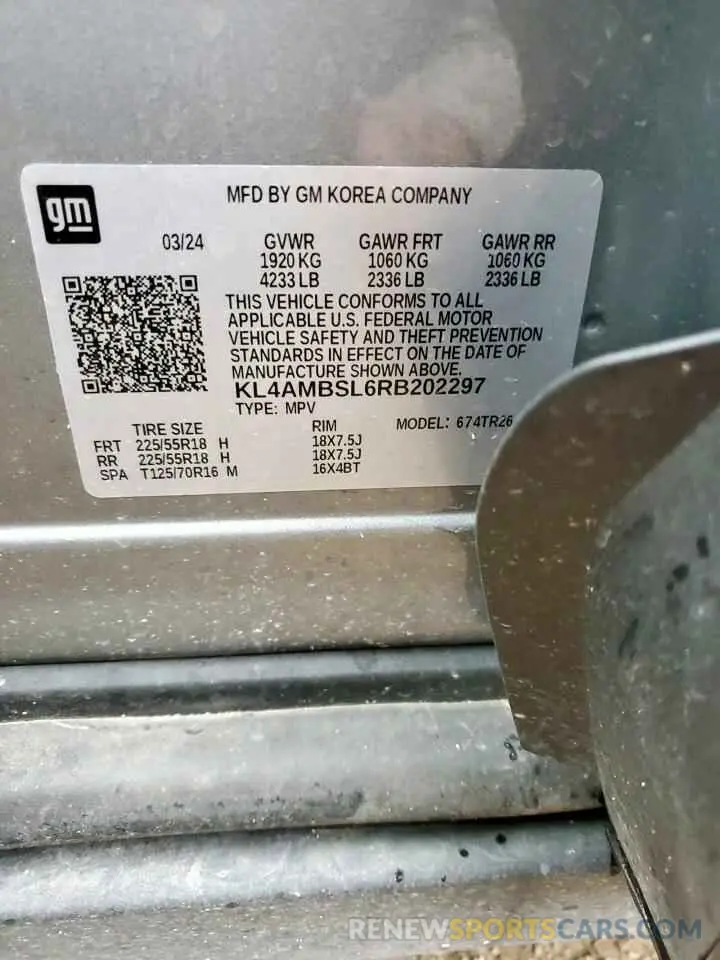 gm
MFD BY GM KOREA COMPANY
03/24 GVWR GAWR FRT GAWR RR
1920 KG 1060 KG 1060 KG
4233 LB 2336 LB 2336 LB
THIS VEHICLE CONFORMS TO ALL
APPLICABLE U.S. FEDERAL MOTOR
VEHICLE SAFETY AND THEFT PREVENTION
STANDARDS IN EFFECT ON THE DATE OF
MANUFACTURE SHOWN ABOVE.
KL4AMBSL6RB202297
TYPE: MPV
TIRE SIZE RIM MODEL: 674TR26
FRT 225/55R18 H 18X7.5J
RR 225/55R18 H 18X7.5J
SPA T125/70R16 M 16X4BT
RENEWSPORTSCARS.COM